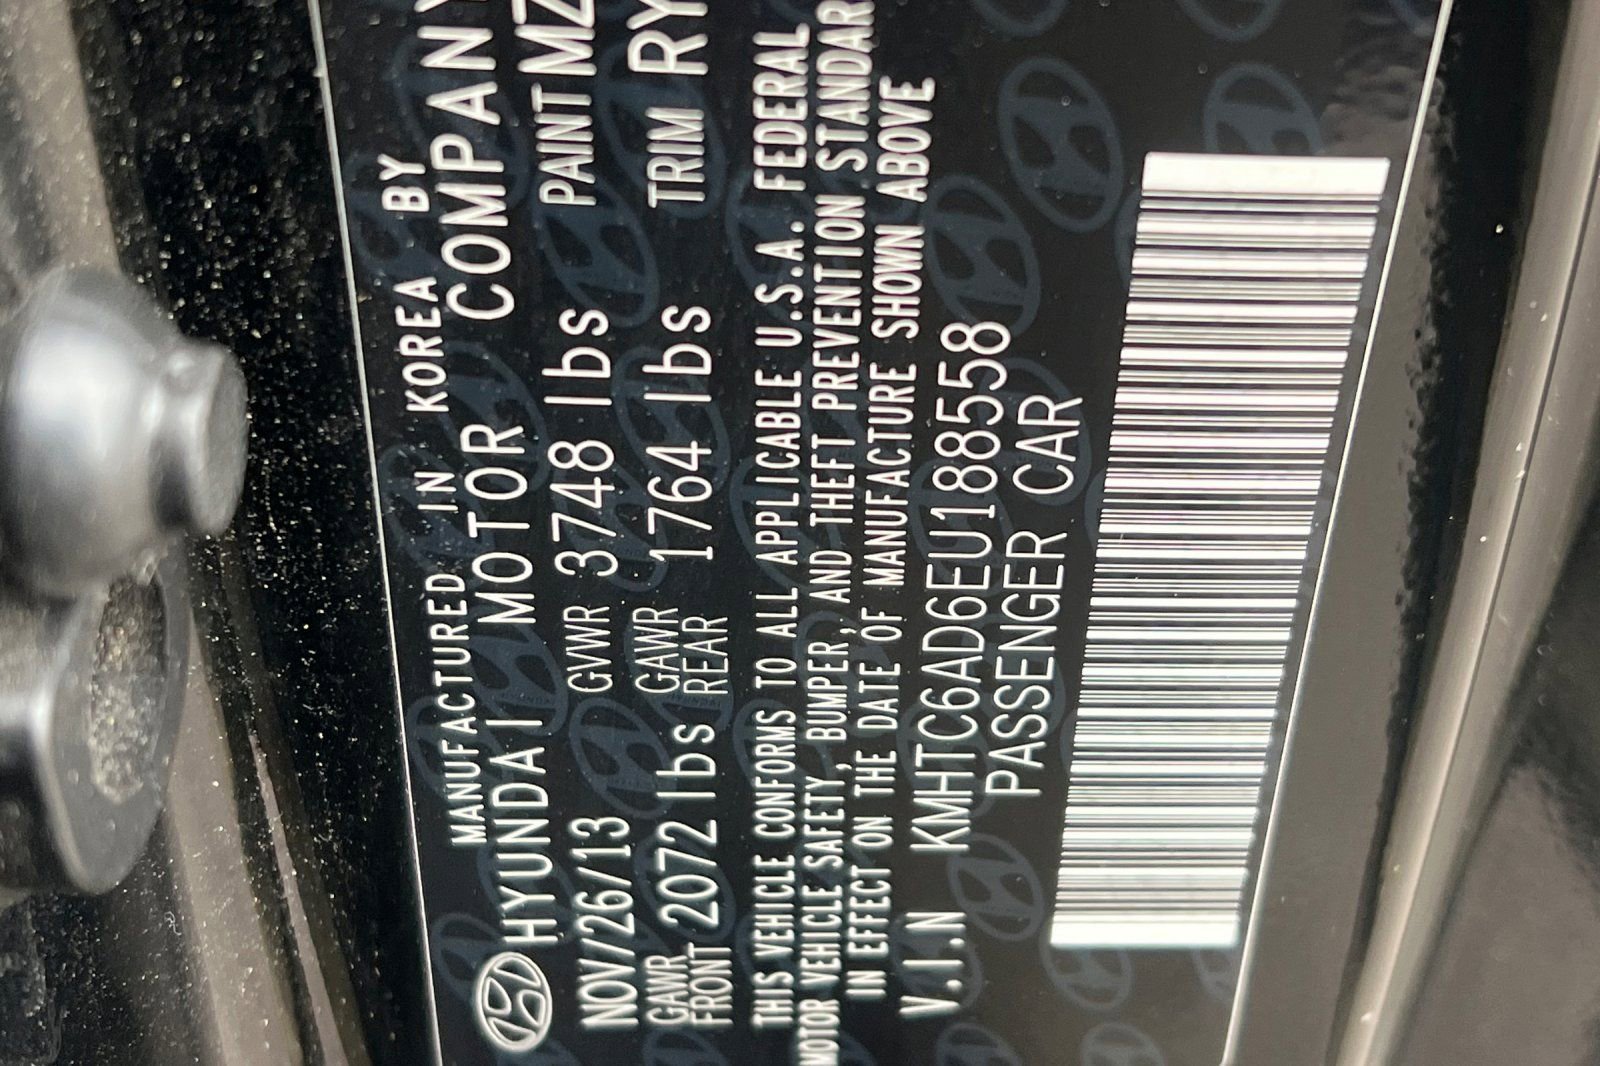 MANUFACTURED IN KOREA BY
HYUNDAI MOTOR COMPANY
NOV/26/13 GVWR 3748 lbs PAINT MZ
GAWR FRONT 2072 lbs GAWR REAR 1764 lbs TRIM RY
THIS VEHICLE CONFORMS TO ALL APPLICABLE U.S.A. FEDERAL
MOTOR VEHICLE SAFETY, BUMPER, AND THEFT PREVENTION STANDAR
IN EFFECT ON THE DATE OF MANUFACTURE SHOWN ABOVE
V.I.N KMHTC6AD6EU188558
PASSENGER CAR